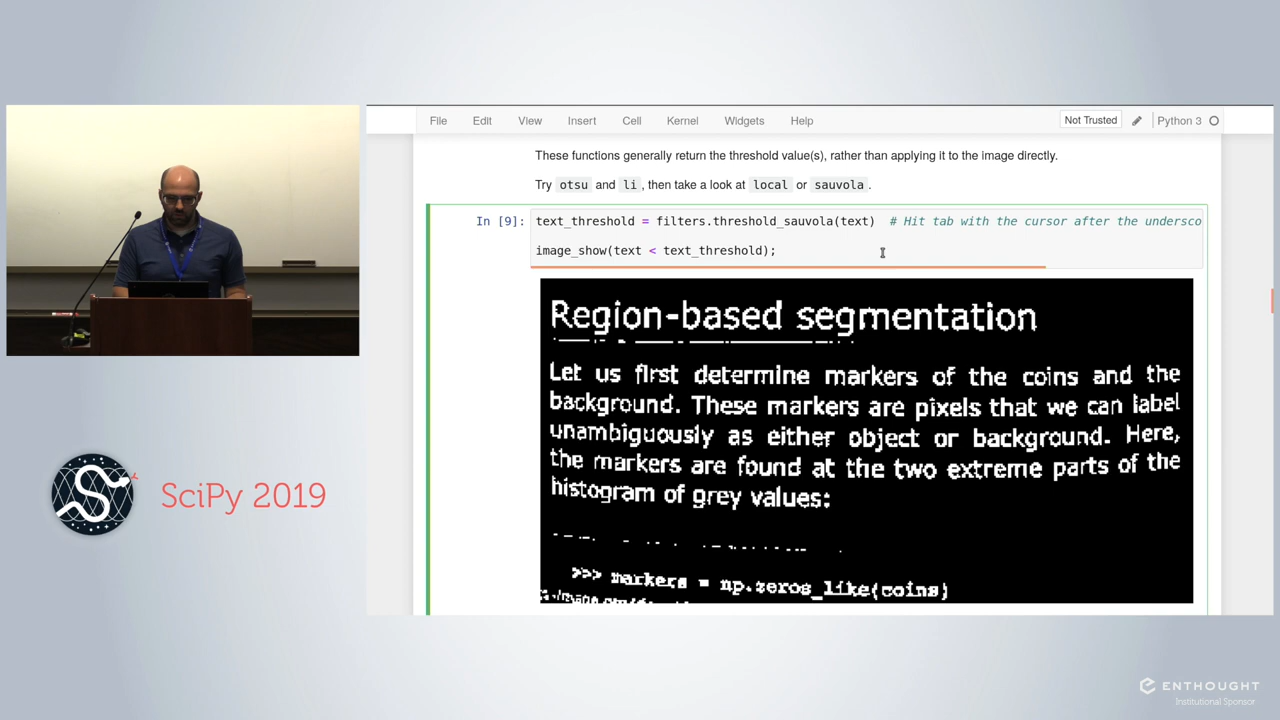 File Edit View Insert Cell Kernel Widgets Help Not Trusted Python 3
These functions generally return the threshold value(s), rather than applying it to the image directly.
Try otsu and li, then take a look at local or sauvola.
In [9]: text_threshold = filters.threshold_sauvola(text) # Hit tab with the cursor after the undersco
image_show(text < text_threshold);
Region-based segmentation
Let us first determine markers of the coins and the
background. These markers are pixels that we can label
unambiguously as either object or background. Here,
the markers are found at the two extreme parts of the
histogram of grey values:
>>> markers = np.zeros_like(coins)
SciPy 2019
ENTHOUGHT
Institutional Sponsor